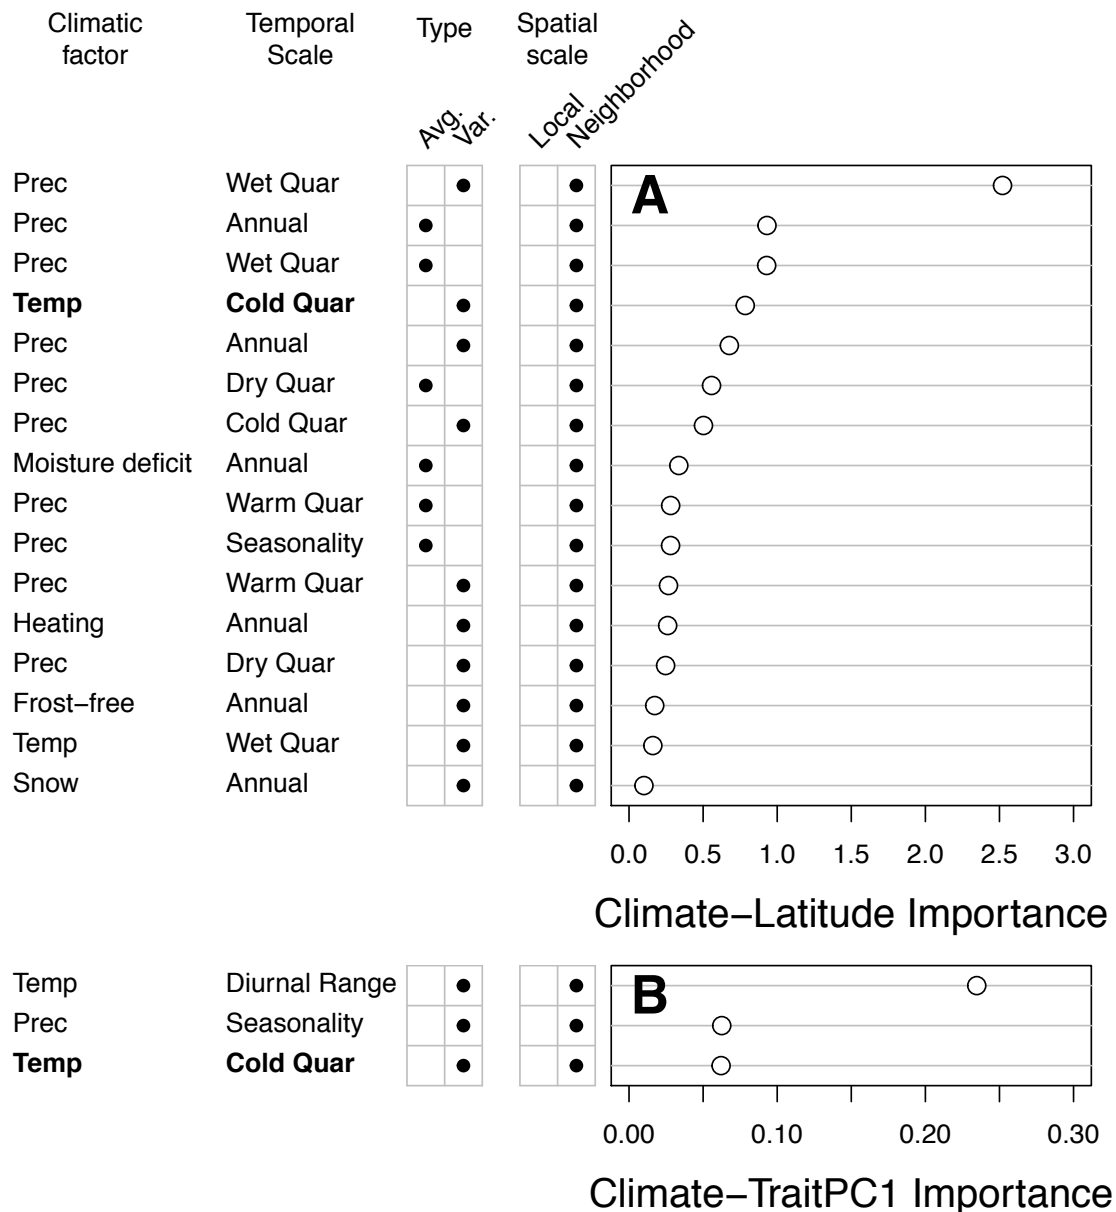 Climatic factor
Temporal Scale
Type
Spatial scale
Avg.
Var.
Local
Neighborhood
A
Prec Wet Quar
Prec Annual
Prec Wet Quar
Temp Cold Quar
Prec Annual
Prec Dry Quar
Prec Cold Quar
Moisture deficit Annual
Prec Warm Quar
Prec Seasonality
Prec Warm Quar
Heating Annual
Prec Dry Quar
Frost−free Annual
Temp Wet Quar
Snow Annual
0.0 0.5 1.0 1.5 2.0 2.5 3.0
Climate−Latitude Importance
B
Temp Diurnal Range
Prec Seasonality
Temp Cold Quar
0.00 0.10 0.20 0.30
Climate−TraitPC1 Importance